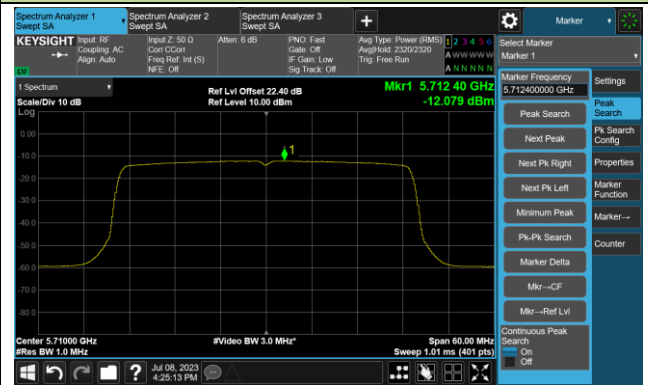 Spectrum Analyzer 1
Swept SA
Spectrum Analyzer 2
Swept SA
Spectrum Analyzer 3
Swept SA
Marker
KEYSIGHT
Input: RF
Coupling: AC
Align: Auto
Input Z: 50 Ω
Corr CCorr
Freq Ref: Int (S)
NFE: Off
Atten: 6 dB
PNO: Fast
Gate: Off
IF Gain: Low
Sig Track: Off
Avg Type: Power (RMS)
Avg|Hold: 2320/2320
Trig: Free Run
1 2 3 4 5 6
A W W W W W
A N N N N N
Select Marker
Marker 1
1 Spectrum
Scale/Div 10 dB
Log
Ref Lvl Offset 22.40 dB
Ref Level 10.00 dBm
Mkr1 5.712 40 GHz
-12.079 dBm
1
0.00
-10.0
-20.0
-30.0
-40.0
-50.0
-60.0
-70.0
-80.0
Center 5.71000 GHz
#Res BW 1.0 MHz
#Video BW 3.0 MHz*
Span 60.00 MHz
Sweep 1.01 ms (401 pts)
Marker Frequency
5.712400000 GHz
Peak Search
Next Peak
Next Pk Right
Next Pk Left
Minimum Peak
Pk-Pk Search
Marker Delta
Mkr→CF
Mkr→Ref Lvl
Continuous Peak
Search
On
Off
Settings
Peak
Search
Pk Search
Config
Properties
Marker
Function
Marker→
Counter
?
Jul 08, 2023
4:25:13 PM